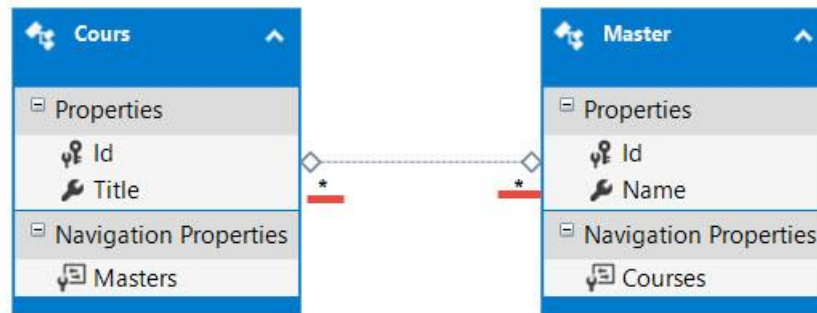 Cours
Properties
Id
Title
Navigation Properties
Masters
* *
Master
Properties
Id
Name
Navigation Properties
Courses